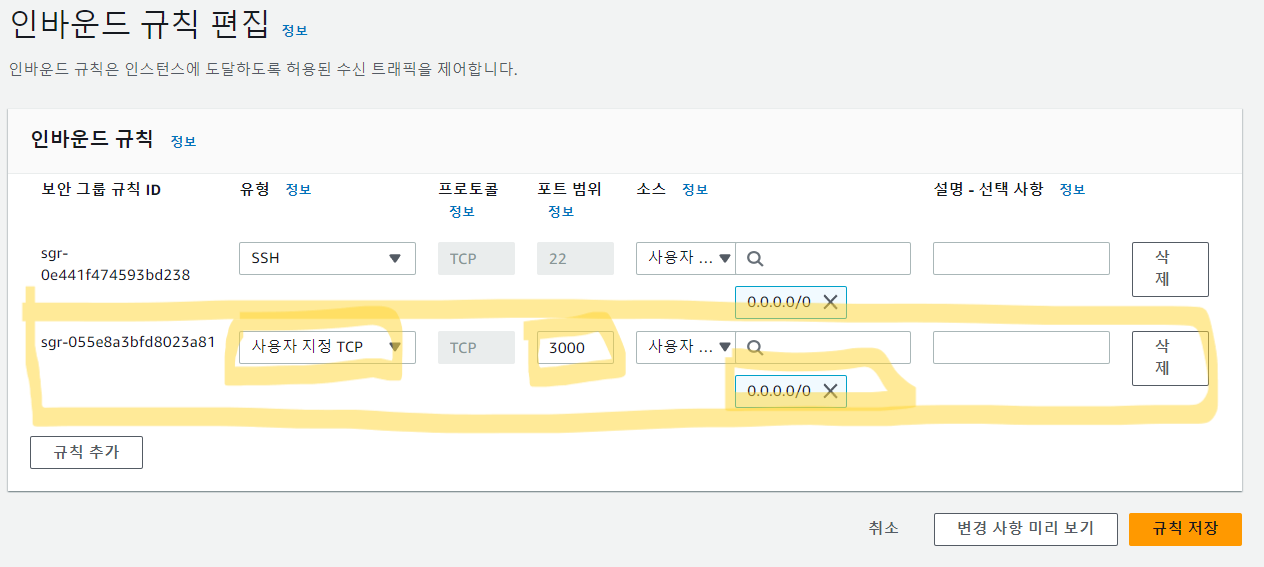 인바운드 규칙 편집 정보
인바운드 규칙은 인스턴스에 도달하도록 허용된 수신 트래픽을 제어합니다.
인바운드 규칙 정보
보안 그룹 규칙 ID
유형 정보
프로토콜
정보
포트 범위
정보
소스 정보
설명 - 선택 사항 정보
sgr-
0e441f474593bd238
SSH
TCP
22
사용자 ...
0.0.0.0/0
삭
제
sgr-055e8a3bfd8023a81
사용자 지정 TCP
TCP
3000
사용자 ...
0.0.0.0/0
삭
제
규칙 추가
취소
변경 사항 미리 보기
규칙 저장